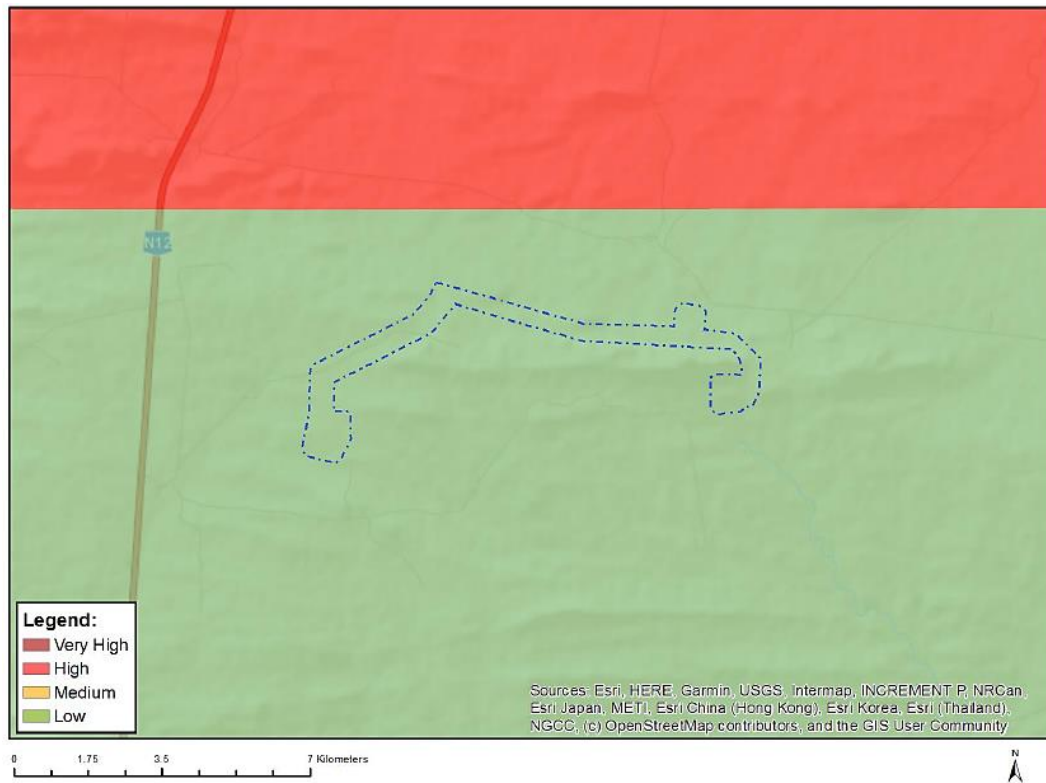 N12
Legend:
Very High
High
Medium
Low
Sources: Esri, HERE, Garmin, USGS, Intermap, INCREMENT P, NRCan,
Esri Japan, METI, Esri China (Hong Kong), Esri Korea, Esri (Thailand),
NGCC, (c) OpenStreetMap contributors, and the GIS User Community
0 1.75 3.5 7 Kilometers
N